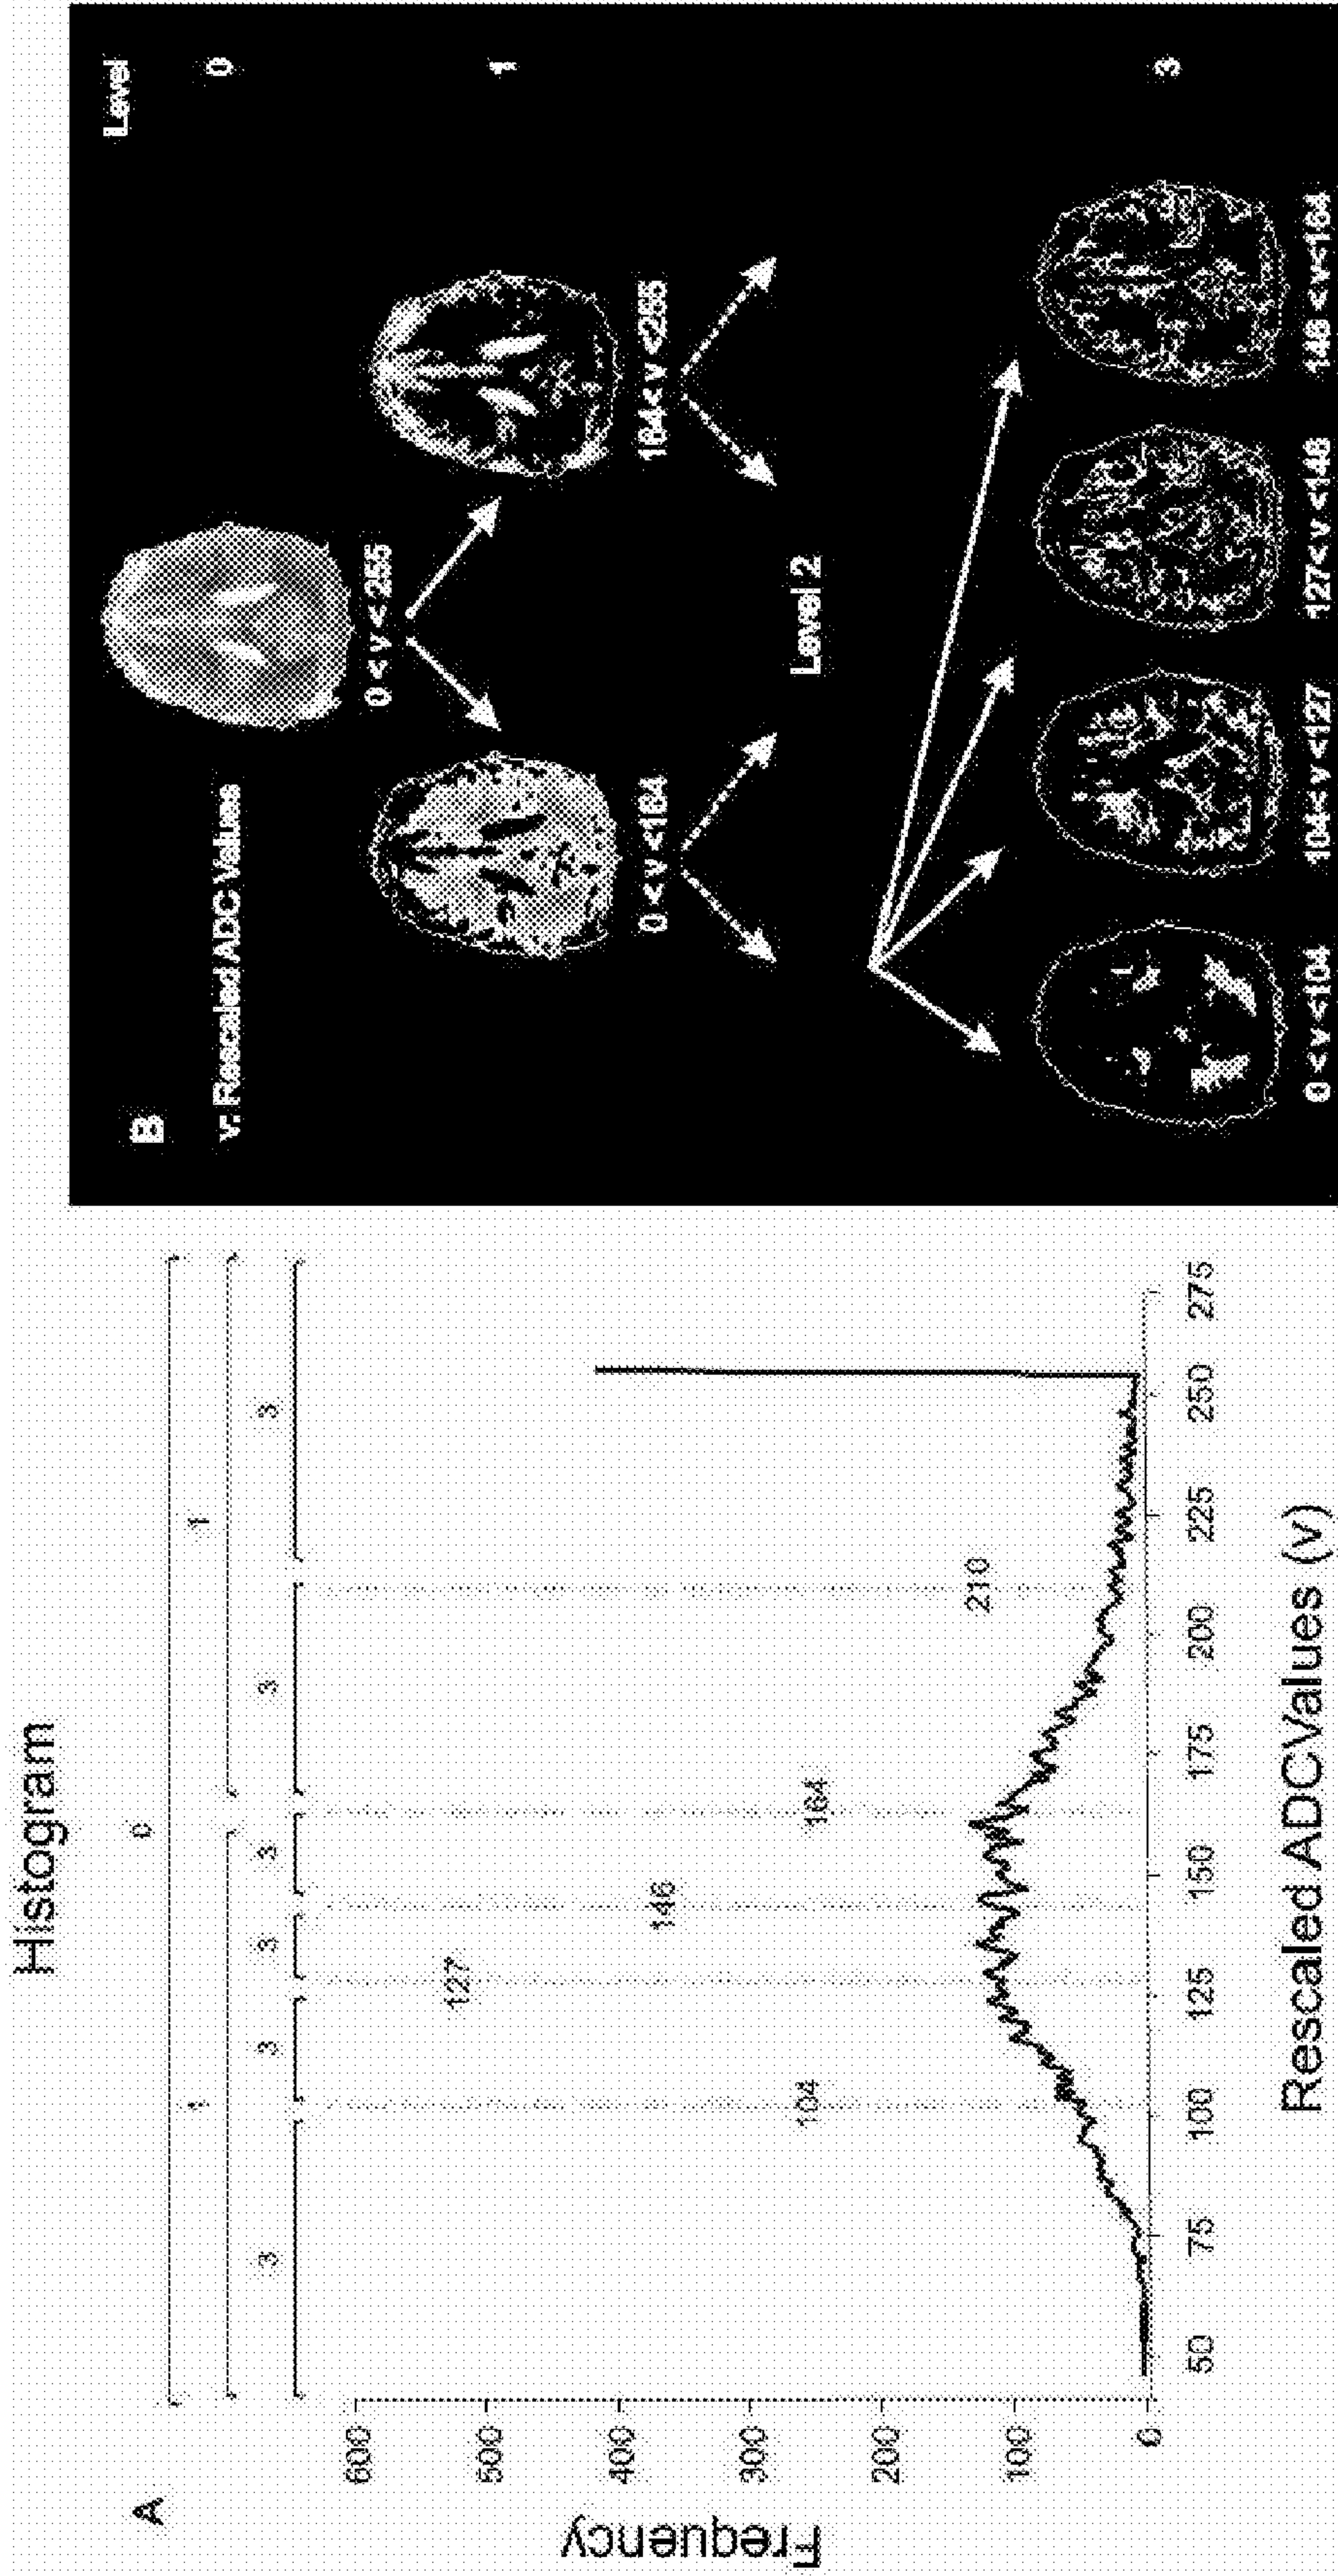 Histogram
A
0
1
1
3
3
3
3
3
3
600
500
400
300
200
100
0
Frequency
127
146
164
104
210
50
75
100
125
150
175
200
225
250
275
Rescaled ADCValues (v)
B
Level
v: Rescaled ADC Values
0
0 < v < 255
1
0 < v <164
164< v <255
Level 2
3
0 < v <104
104< v <127
127< v <146
146 < v<164